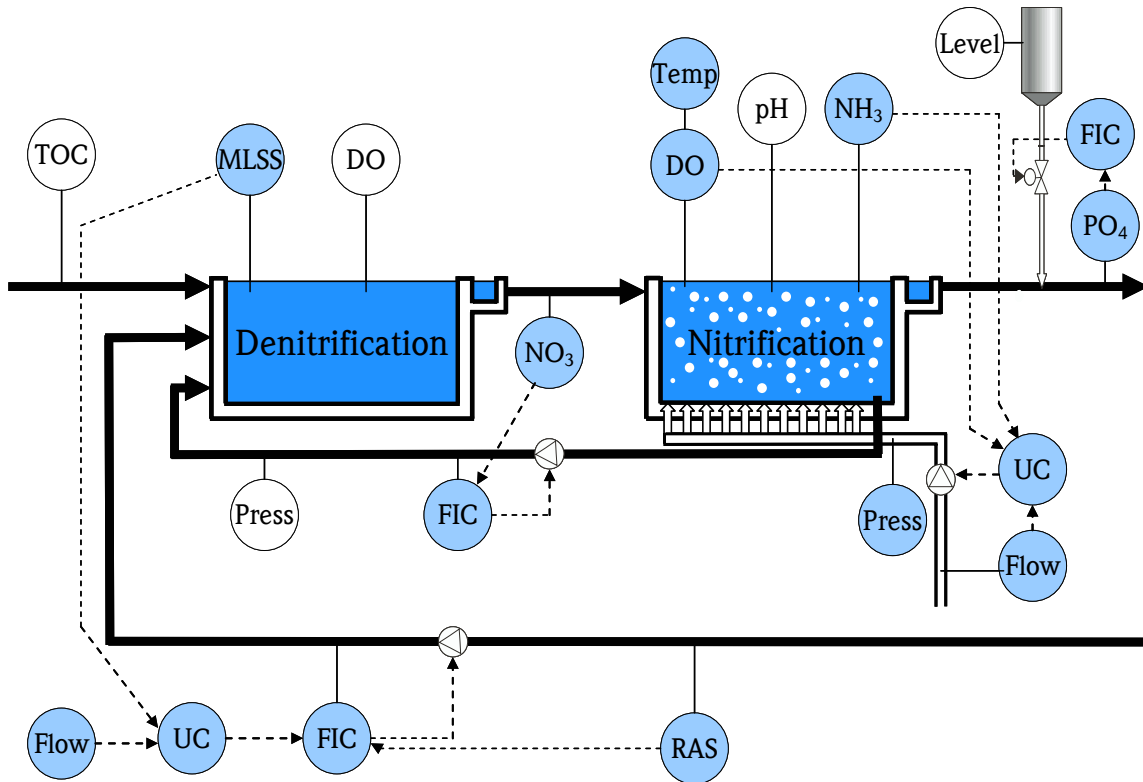 Level
Temp
pH
NH₃
FIC
TOC
MLSS
DO
DO
PO₄
Denitrification
NO₃
Nitrification
UC
Press
FIC
Press
Flow
Flow
UC
FIC
RAS